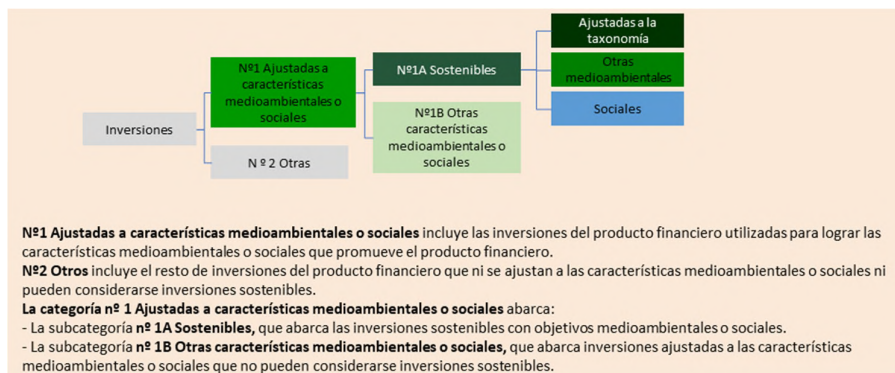 Ajustadas a la
taxonomía
Nº1 Ajustadas a
características
medioambientales o
sociales
Nº1A Sostenibles
Otras
medioambientales
Sociales
Nº1B Otras
características
medioambientales o
sociales
Inversiones
N º 2 Otras
Nº1 Ajustadas a características medioambientales o sociales incluye las inversiones del producto financiero utilizadas para lograr las
características medioambientales o sociales que promueve el producto financiero.
Nº2 Otros incluye el resto de inversiones del producto financiero que ni se ajustan a las características medioambientales o sociales ni
pueden considerarse inversiones sostenibles.
La categoría nº 1 Ajustadas a características medioambientales o sociales abarca:
- La subcategoría nº 1A Sostenibles, que abarca las inversiones sostenibles con objetivos medioambientales o sociales.
- La subcategoría nº 1B Otras características medioambientales o sociales, que abarca inversiones ajustadas a las características
medioambientales o sociales que no pueden considerarse inversiones sostenibles.